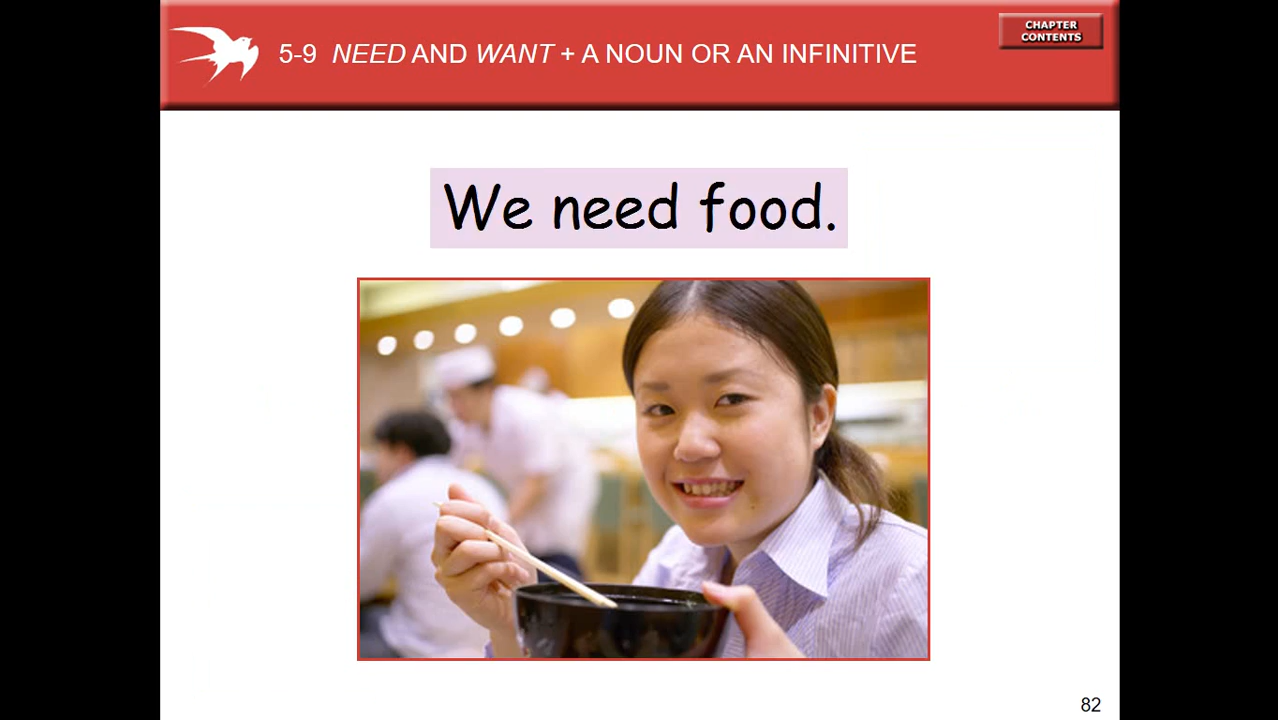 CHAPTER
CONTENTS
5-9 NEED AND WANT + A NOUN OR AN INFINITIVE
We need food.
82